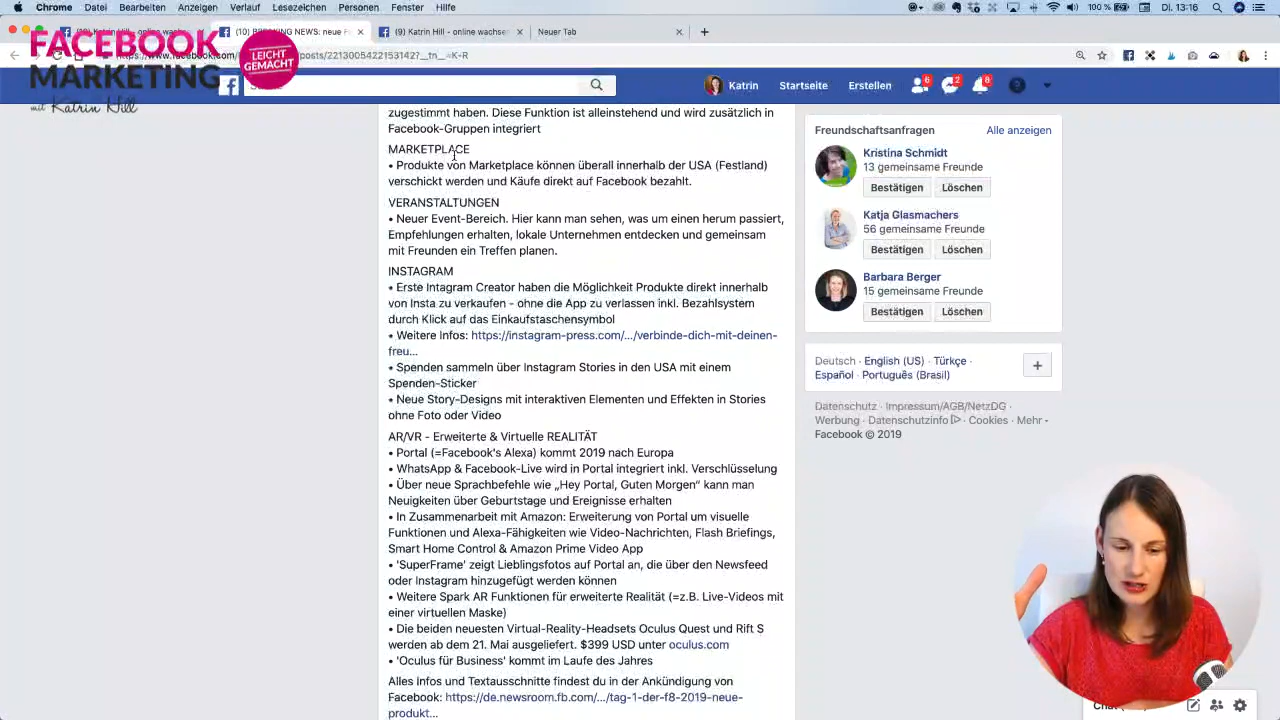 Chrome Datei Bearbeiten Anzeigen Verlauf Lesezeichen Personen Fenster Hilfe
Di. 13:16
(9) Katrin Hill - online wachse
Neuer Tab
FACEBOOK
MARKETING
LEICHT
GEMACHT
mit Katrin Hill
posts/2213005422153142?__tn__=K-R
Katrin Startseite Erstellen
6 2 8
zugestimmt haben. Diese Funktion ist alleinstehend und wird zusätzlich in
Facebook-Gruppen integriert
MARKETPLACE
• Produkte von Marketplace können überall innerhalb der USA (Festland)
verschickt werden und Käufe direkt auf Facebook bezahlt.
VERANSTALTUNGEN
• Neuer Event-Bereich. Hier kann man sehen, was um einen herum passiert,
Empfehlungen erhalten, lokale Unternehmen entdecken und gemeinsam
mit Freunden ein Treffen planen.
INSTAGRAM
• Erste Intagram Creator haben die Möglichkeit Produkte direkt innerhalb
von Insta zu verkaufen - ohne die App zu verlassen inkl. Bezahlsystem
durch Klick auf das Einkaufstaschensymbol
• Weitere Infos: https://instagram-press.com/.../verbinde-dich-mit-deinen-
freu...
• Spenden sammeln über Instagram Stories in den USA mit einem
Spenden-Sticker
• Neue Story-Designs mit interaktiven Elementen und Effekten in Stories
ohne Foto oder Video
AR/VR - Erweiterte & Virtuelle REALITÄT
• Portal (=Facebook's Alexa) kommt 2019 nach Europa
• WhatsApp & Facebook-Live wird in Portal integriert inkl. Verschlüsselung
• Über neue Sprachbefehle wie „Hey Portal, Guten Morgen“ kann man
Neuigkeiten über Geburtstage und Ereignisse erhalten
• In Zusammenarbeit mit Amazon: Erweiterung von Portal um visuelle
Funktionen und Alexa-Fähigkeiten wie Video-Nachrichten, Flash Briefings,
Smart Home Control & Amazon Prime Video App
• 'SuperFrame' zeigt Lieblingsfotos auf Portal an, die über den Newsfeed
oder Instagram hinzugefügt werden können
• Weitere Spark AR Funktionen für erweiterte Realität (=z.B. Live-Videos mit
einer virtuellen Maske)
• Die beiden neuesten Virtual-Reality-Headsets Oculus Quest und Rift S
werden ab dem 21. Mai ausgeliefert. $399 USD unter oculus.com
• 'Oculus für Business' kommt im Laufe des Jahres
Alles Infos und Textausschnitte findest du in der Ankündigung von
Facebook: https://de.newsroom.fb.com/.../tag-1-der-f8-2019-neue-
produkt...
Freundschaftsanfragen Alle anzeigen
Kristina Schmidt
13 gemeinsame Freunde
Bestätigen Löschen
Katja Glasmachers
56 gemeinsame Freunde
Bestätigen Löschen
Barbara Berger
15 gemeinsame Freunde
Bestätigen Löschen
Deutsch · English (US) · Türkçe ·
Español · Português (Brasil)
Datenschutz · Impressum/AGB/NetzDG ·
Werbung · Datenschutzinfo · Cookies · Mehr
Facebook © 2019